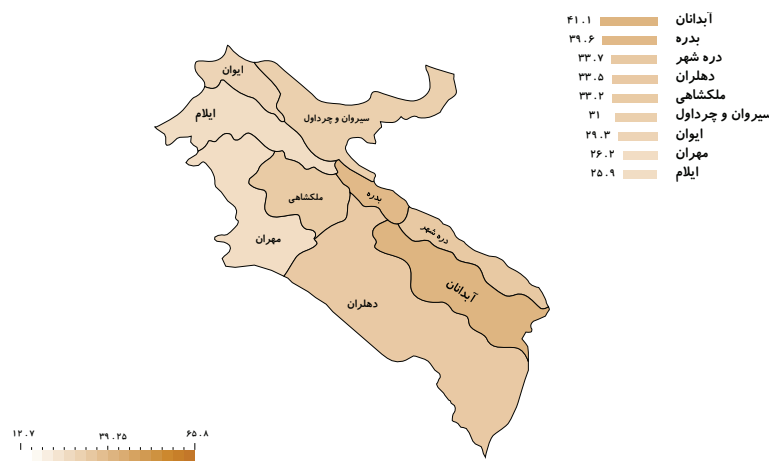 آبدانان ۴۱.۱
بدره ۳۹.۶
دره شهر ۳۳.۷
دهلران ۳۳.۵
ملکشاهی ۳۳.۲
سیروان و چرداول ۳۱
ایوان ۲۹.۳
مهران ۲۶.۲
ایلام ۲۵.۹
ایوان
ایلام
سیروان و چرداول
ملکشاهی
بدره
دره شهر
مهران
آبدانان
دهلران
۱۲.۷ ۳۹.۲۵ ۶۵.۸